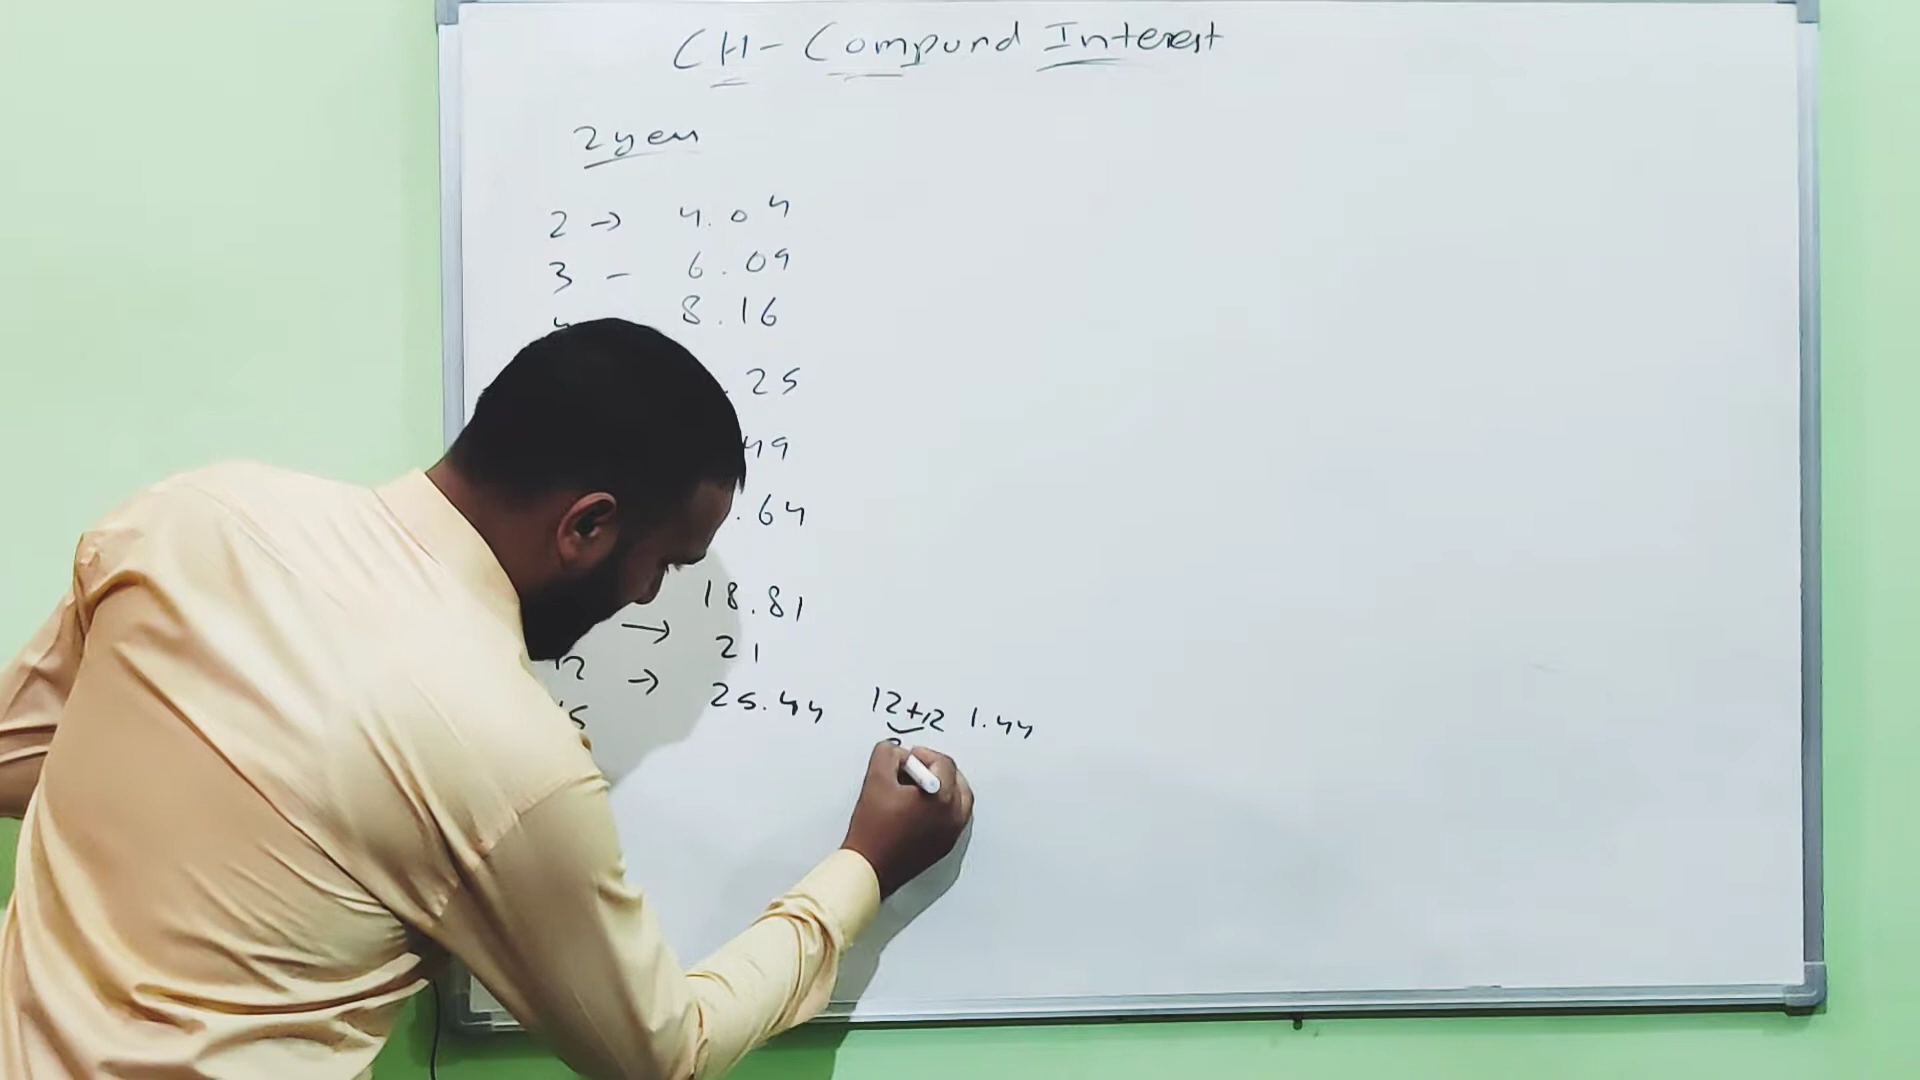 CH - Compund Interest
2 year
2 → 4.04
3 - 6.09
8.16
.25
49
.64
18.81
→ 21
12 → 25.44 12+12 1.44
15